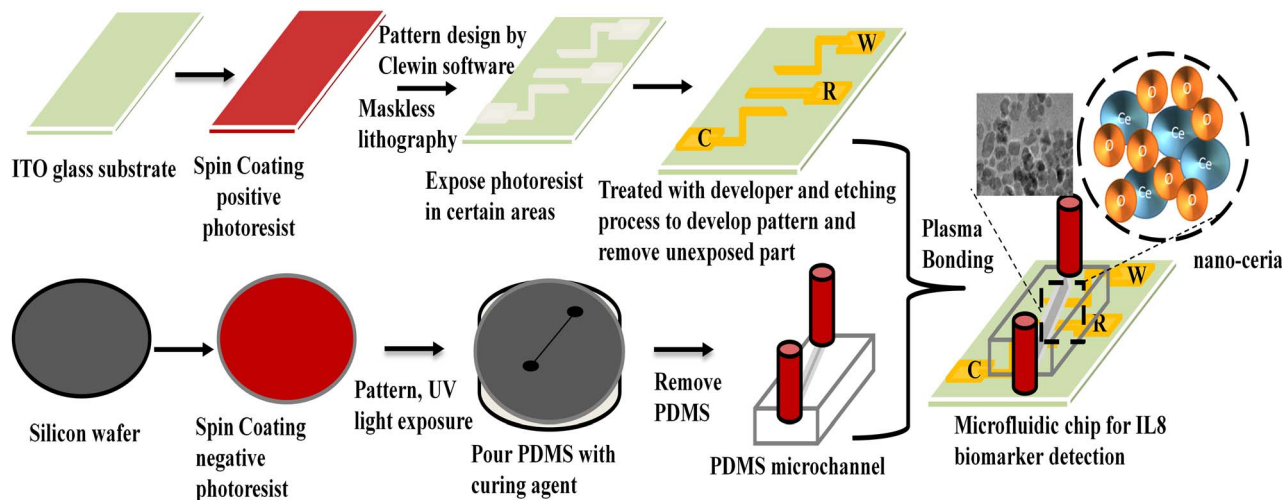 ITO glass substrate
Spin Coating
positive
photoresist
Pattern design by
Clewin software
Maskless
lithography
Expose photoresist
in certain areas
W
R
C
Treated with developer and etching
process to develop pattern and
remove unexposed part
Silicon wafer
Spin Coating
negative
photoresist
Pattern, UV
light exposure
Pour PDMS with
curing agent
Remove
PDMS
PDMS microchannel
Plasma
Bonding
O
O
Ce
O
O
Ce
O
O
Ce
O
Ce
O
O
O
nano-ceria
W
R
C
Microfluidic chip for IL8
biomarker detection